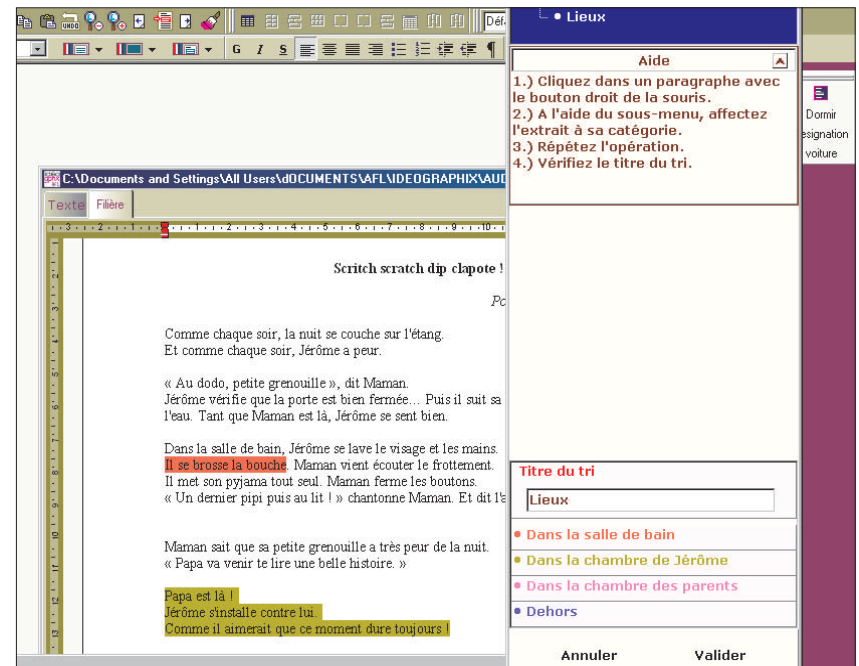 UNDO
Déf
G I S
• Lieux
Aide
1.) Cliquez dans un paragraphe avec
le bouton droit de la souris.
2.) A l'aide du sous-menu, affectez
l'extrait à sa catégorie.
3.) Répétez l'opération.
4.) Vérifiez le titre du tri.
Dormir
esignation
voiture
C:\Documents and Settings\All Users\dOCUMENTS\AFL\IDEOGRAPHIX\AUD
Texte Filière
Scritch scratch dip clapote !
Po
Comme chaque soir, la nuit se couche sur l'étang.
Et comme chaque soir, Jérôme a peur.
« Au dodo, petite grenouille », dit Maman.
Jérôme vérifie que la porte est bien fermée... Puis il suit sa
l'eau. Tant que Maman est là, Jérôme se sent bien.
Dans la salle de bain, Jérôme se lave le visage et les mains.
Il se brosse la bouche. Maman vient écouter le frottement.
Il met son pyjama tout seul. Maman ferme les boutons.
« Un dernier pipi puis au lit ! » chantonne Maman. Et dit l'a
Maman sait que sa petite grenouille a très peur de la nuit.
« Papa va venir te lire une belle histoire. »
Papa est là !
Jérôme s'installe contre lui.
Comme il aimerait que ce moment dure toujours !
Titre du tri
Lieux
• Dans la salle de bain
• Dans la chambre de Jérôme
• Dans la chambre des parents
• Dehors
Annuler Valider